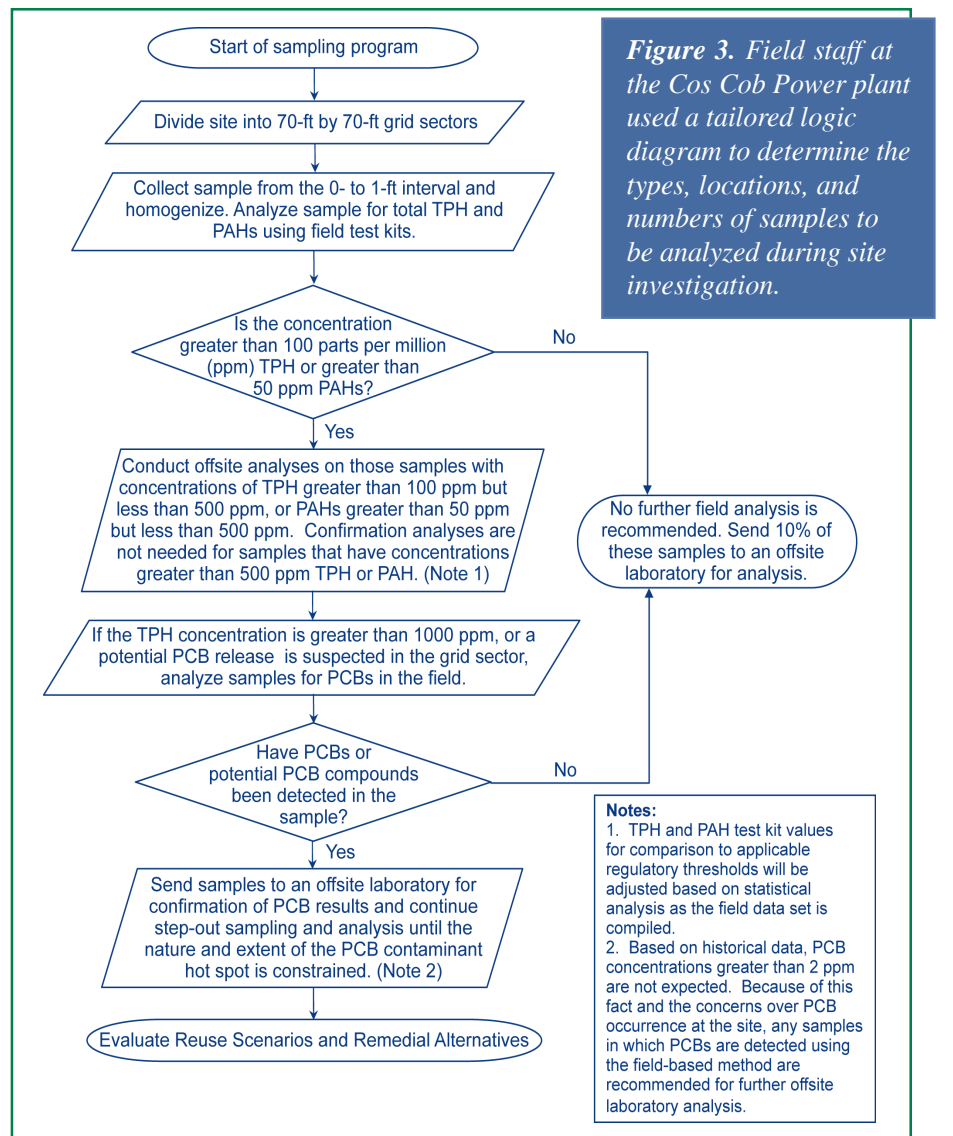 Start of sampling program
Figure 3. Field staff at
the Cos Cob Power plant
used a tailored logic
diagram to determine the
types, locations, and
numbers of samples to
be analyzed during site
investigation.
Divide site into 70-ft by 70-ft grid sectors
Collect sample from the 0- to 1-ft interval and
homogenize. Analyze sample for total TPH and
PAHs using field test kits.
Is the concentration
greater than 100 parts per million
(ppm) TPH or greater than
50 ppm PAHs?
No
Yes
Conduct offsite analyses on those samples with
concentrations of TPH greater than 100 ppm but
less than 500 ppm, or PAHs greater than 50 ppm
but less than 500 ppm. Confirmation analyses are
not needed for samples that have concentrations
greater than 500 ppm TPH or PAH. (Note 1)
No further field analysis is
recommended. Send 10% of
these samples to an offsite
laboratory for analysis.
If the TPH concentration is greater than 1000 ppm, or a
potential PCB release is suspected in the grid sector,
analyze samples for PCBs in the field.
Have PCBs or
potential PCB compounds
been detected in the
sample?
No
Yes
Send samples to an offsite laboratory for
confirmation of PCB results and continue
step-out sampling and analysis until the
nature and extent of the PCB contaminant
hot spot is constrained. (Note 2)
Evaluate Reuse Scenarios and Remedial Alternatives
Notes:
1. TPH and PAH test kit values
for comparison to applicable
regulatory thresholds will be
adjusted based on statistical
analysis as the field data set is
compiled.
2. Based on historical data, PCB
concentrations greater than 2 ppm
are not expected. Because of this
fact and the concerns over PCB
occurrence at the site, any samples
in which PCBs are detected using
the field-based method are
recommended for further offsite
laboratory analysis.